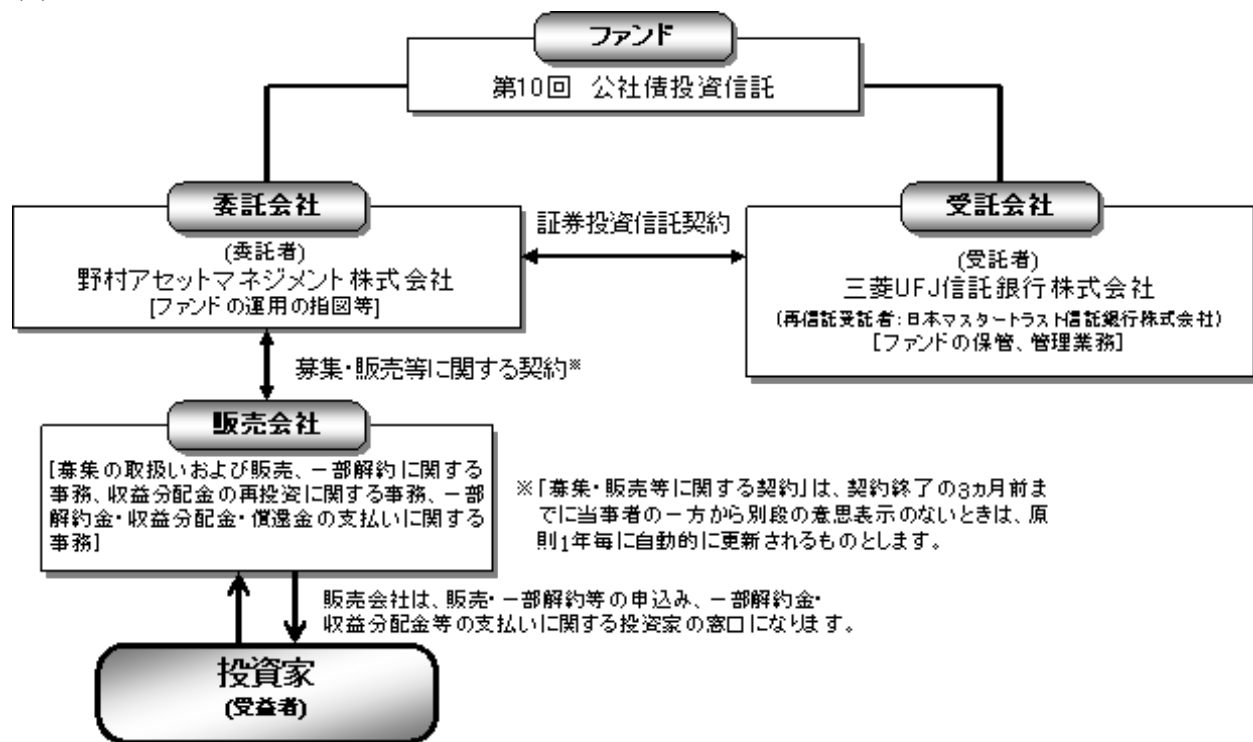 ファンド
第10回 公社債投資信託
委託会社
(委託者)
野村アセットマネジメント株式会社
[ファンドの運用の指図等]
証券投資信託契約
受託会社
(受託者)
三菱UFJ信託銀行株式会社
(再信託受託者:日本マスタートラスト信託銀行株式会社)
[ファンドの保管、管理業務]
募集・販売等に関する契約※
販売会社
[募集の取扱いおよび販売、一部解約に関する
事務、収益分配金の再投資に関する事務、一部
解約金・収益分配金・償還金の支払いに関する
事務]
※「募集・販売等に関する契約」は、契約終了の3ヵ月前ま
でに当事者の一方から別段の意思表示のないときは、原
則1年毎に自動的に更新されるものとします。
販売会社は、販売・一部解約等の申込み、一部解約金・
収益分配金等の支払いに関する投資家の窓口になります。
投資家
(受益者)